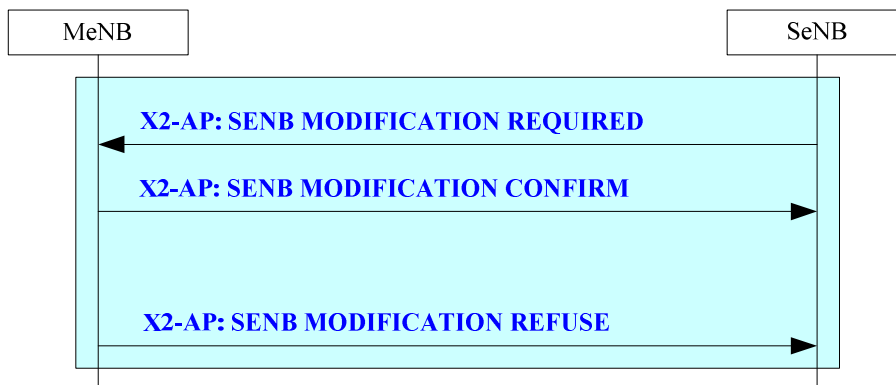 MeNB
SeNB
X2-AP: SENB MODIFICATION REQUIRED
X2-AP: SENB MODIFICATION CONFIRM
X2-AP: SENB MODIFICATION REFUSE